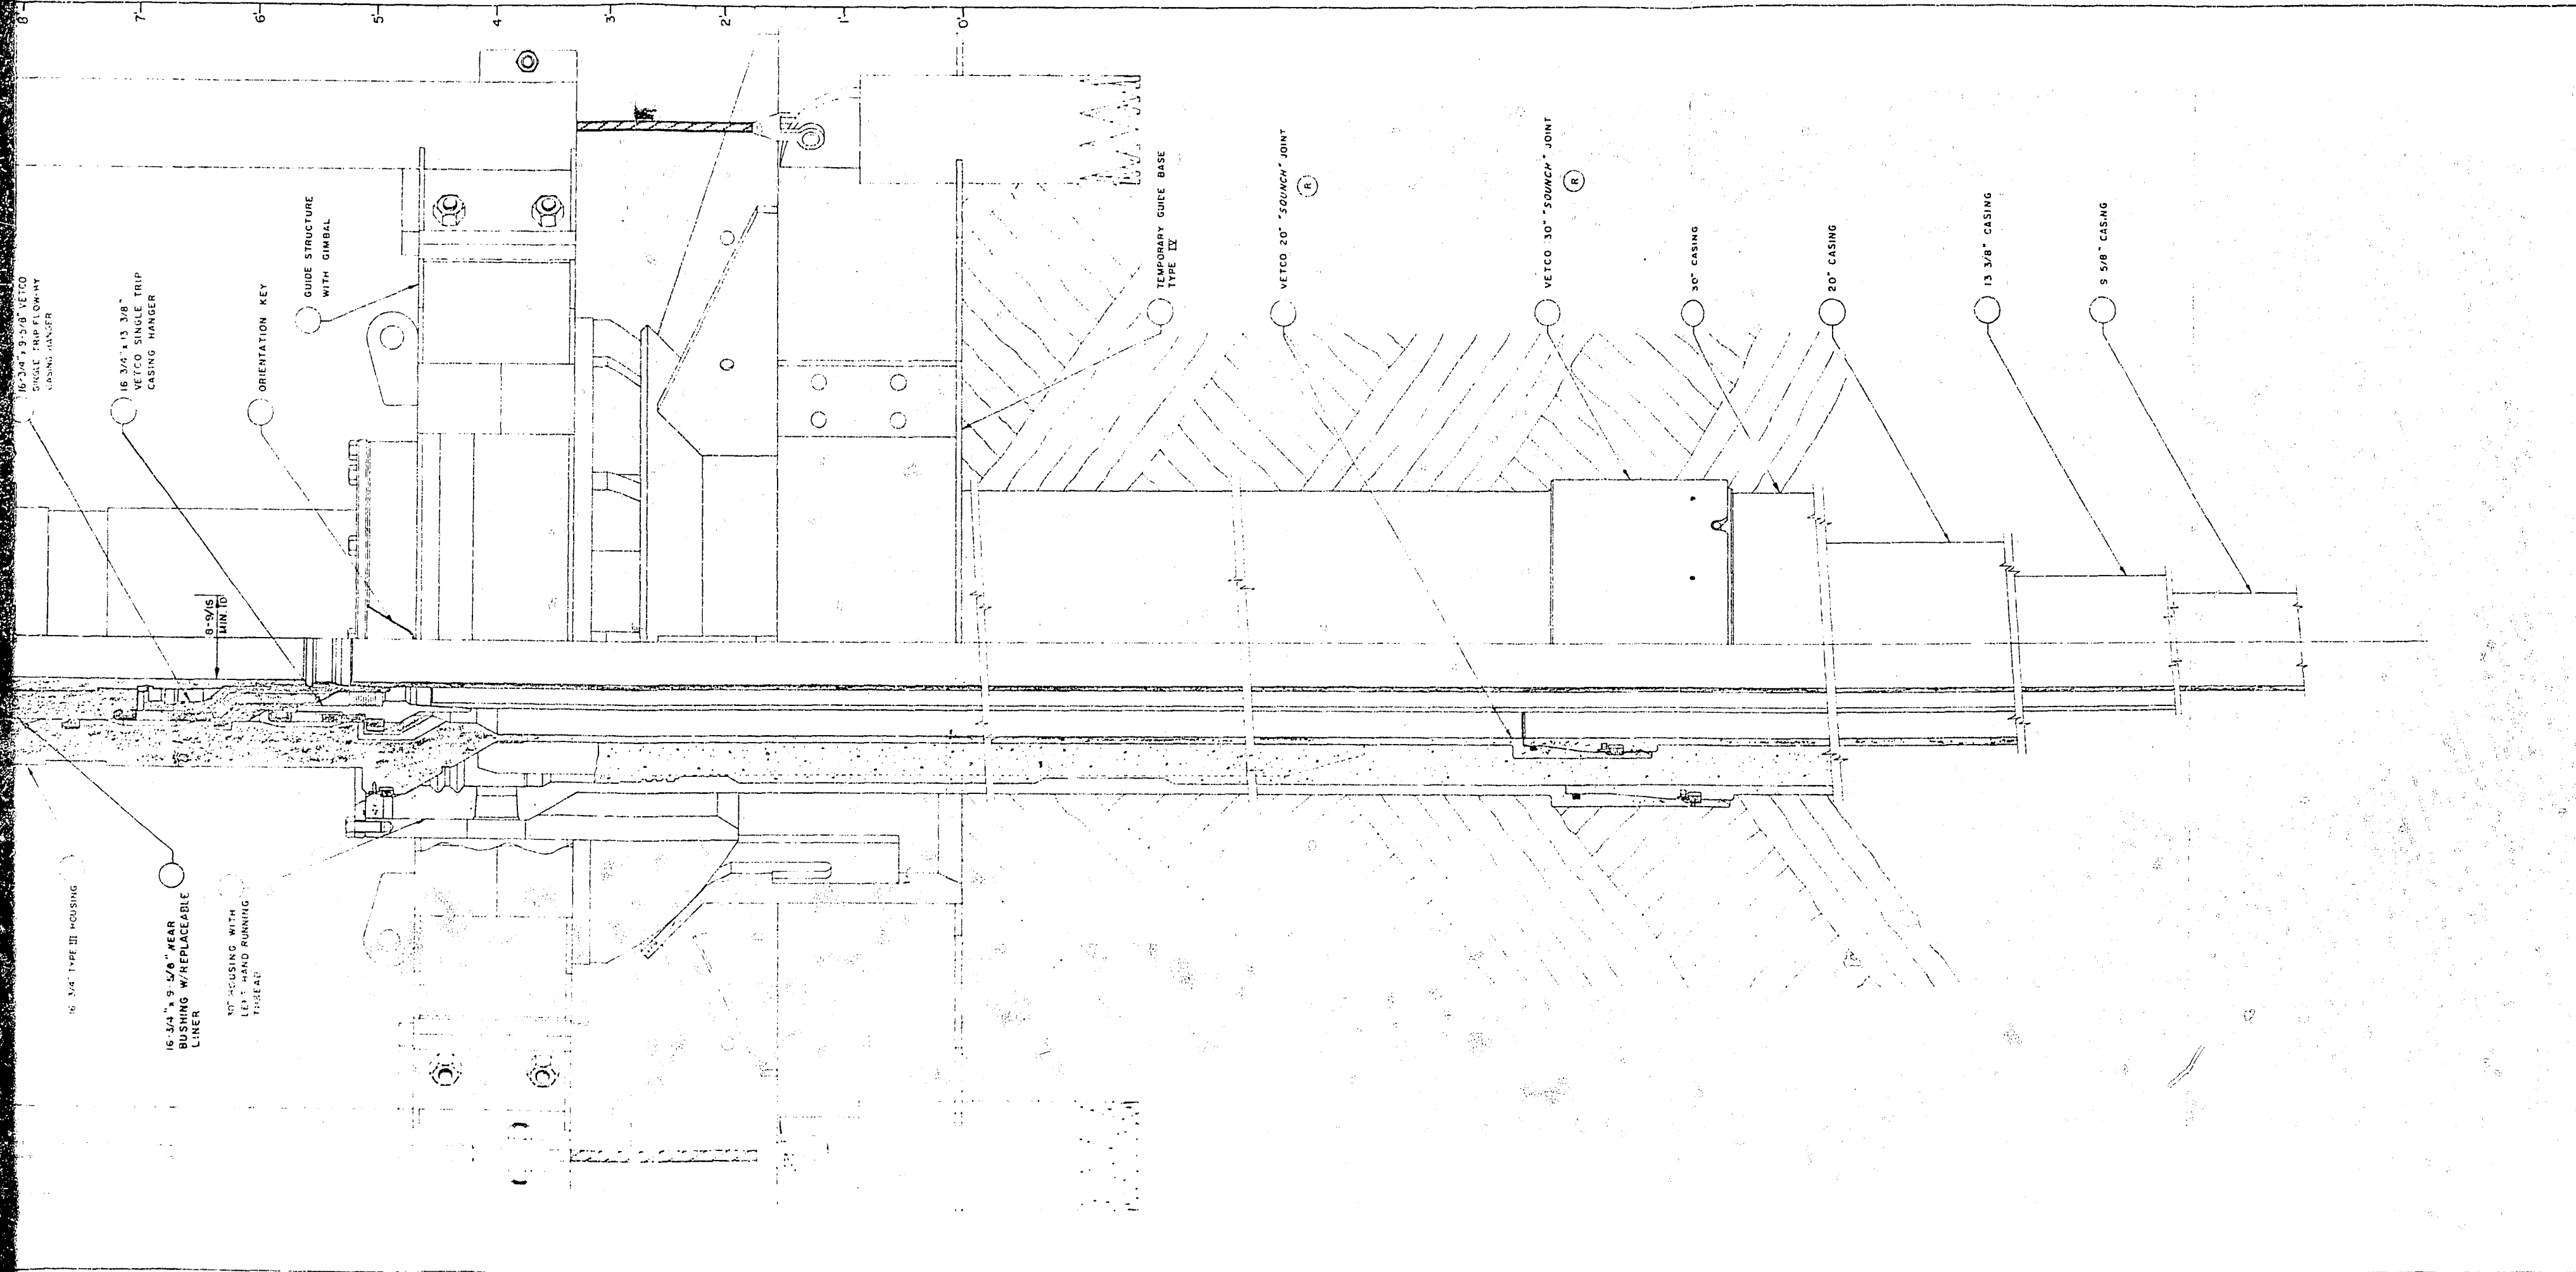 8'
7'
6'
5'
4'
3'
2'
1'
0'
16-3/4" x 9-5/8" VETCO
SINGLE TRIP FLOW-BY
CASING HANGER
16 3/4" x 13 3/8"
VETCO SINGLE TRIP
CASING HANGER
ORIENTATION KEY
GUIDE STRUCTURE
WITH GIMBAL
TEMPORARY GUIDE BASE
TYPE IV
VETCO 20" "SQUNCH" JOINT
R
VETCO 30" "SQUNCH" JOINT
R
30" CASING
20" CASING
13 3/8" CASING
9 5/8" CASING
8-9/16
MIN. ID
16 3/4" TYPE III HOUSING
16-3/4" x 9-5/8" WEAR
BUSHING W/REPLACEABLE
LINER
30" HOUSING WITH
LEFT HAND RUNNING
THREAD